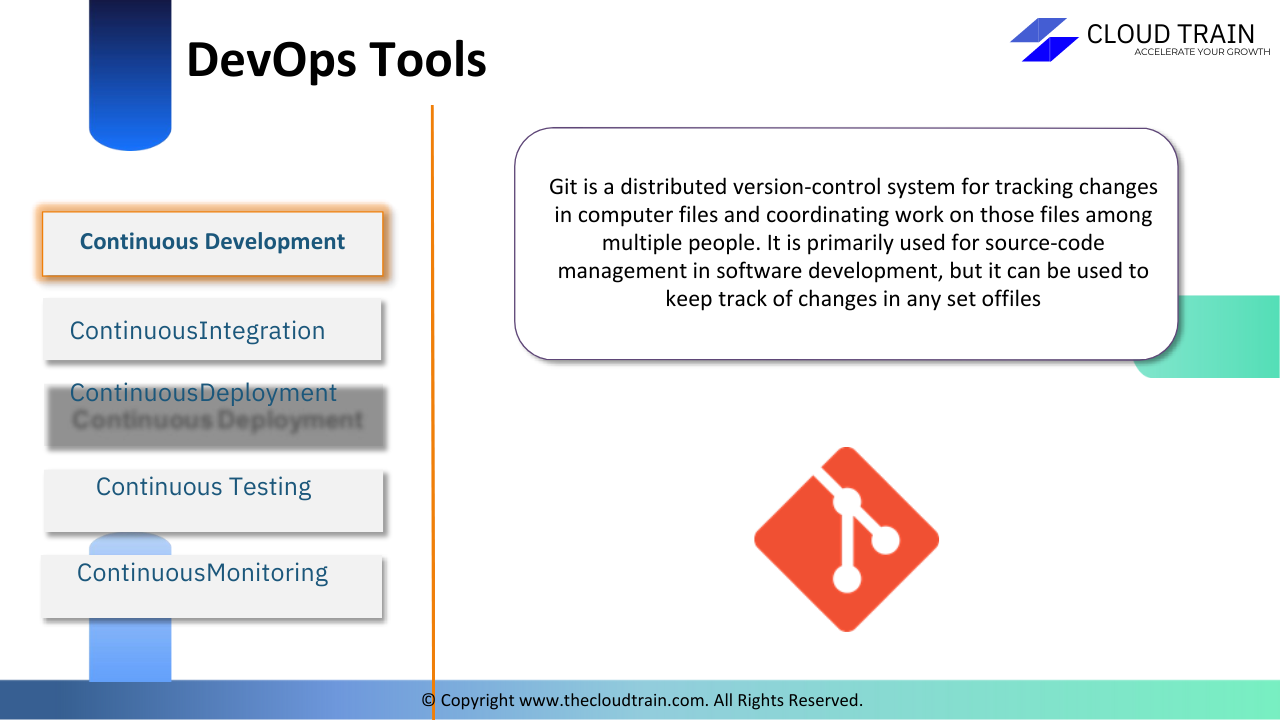 DevOps Tools
CLOUD TRAIN
ACCELERATE YOUR GROWTH
Continuous Development
ContinuousIntegration
ContinuousDeployment
Continuous Deployment
Continuous Testing
ContinuousMonitoring
Git is a distributed version-control system for tracking changes
in computer files and coordinating work on those files among
multiple people. It is primarily used for source-code
management in software development, but it can be used to
keep track of changes in any set offiles
© Copyright www.thecloudtrain.com. All Rights Reserved.